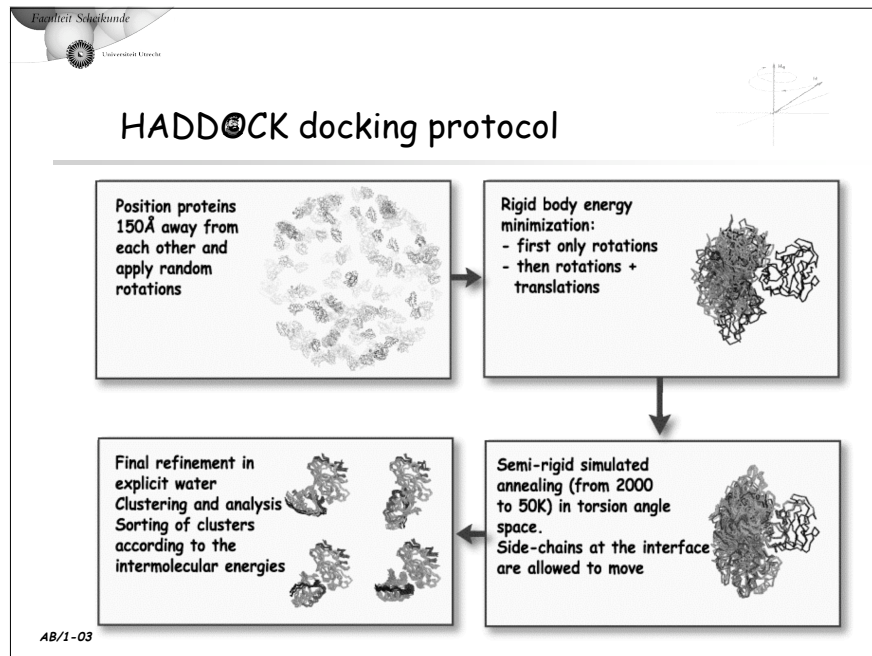 Faculteit Scheikunde
Universiteit Utrecht
HADDOCK docking protocol
Position proteins
150Å away from
each other and
apply random
rotations
Rigid body energy
minimization:
- first only rotations
- then rotations +
translations
Semi-rigid simulated
annealing (from 2000
to 50K) in torsion angle
space.
Side-chains at the interface
are allowed to move
Final refinement in
explicit water
Clustering and analysis
Sorting of clusters
according to the
intermolecular energies
AB/1-03